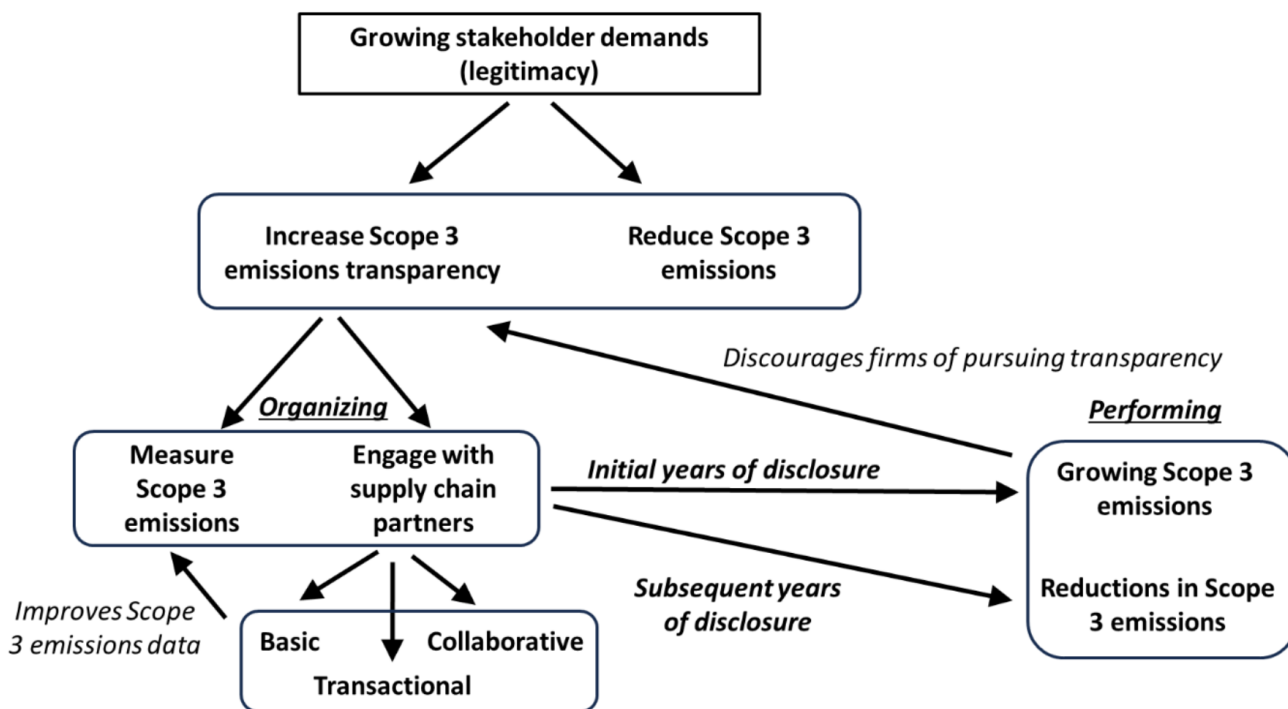 Growing stakeholder demands
(legitimacy)
Increase Scope 3
emissions transparency
Reduce Scope 3
emissions
Discourages firms of pursuing transparency
Organizing
Performing
Measure
Scope 3
emissions
Engage with
supply chain
partners
Initial years of disclosure
Growing Scope 3
emissions
Subsequent years
of disclosure
Reductions in Scope
3 emissions
Improves Scope
3 emissions data
Basic
Collaborative
Transactional